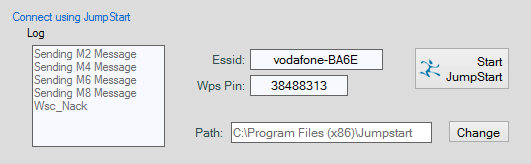 Connect using JumpStart
Log
Sending M2 Message
Sending M4 Message
Sending M6 Message
Sending M8 Message
Wsc_Nack
Essid: vodafone-BA6E
Wps Pin: 38488313
Start
JumpStart
Path: C:\Program Files (x86)\Jumpstart Change